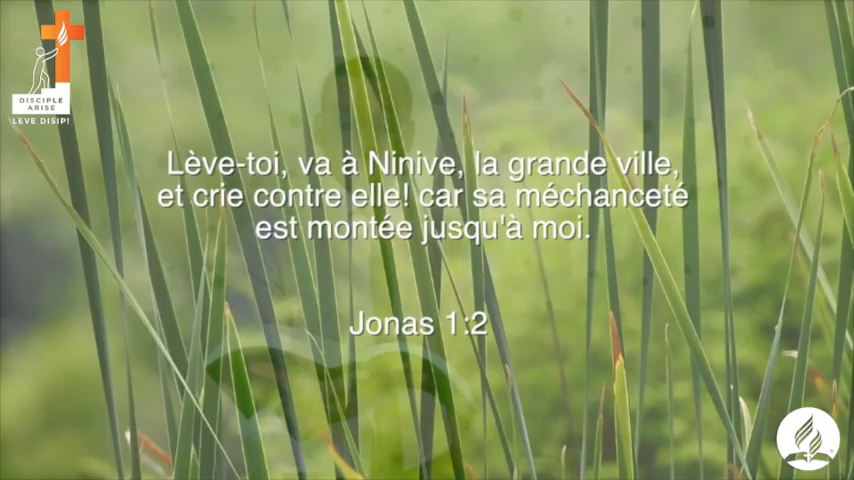 DISCIPLE
ARISE
LEVE DISIP!
Lève-toi, va à Ninive, la grande ville,
et crie contre elle! car sa méchanceté
est montée jusqu'à moi.
Jonas 1:2